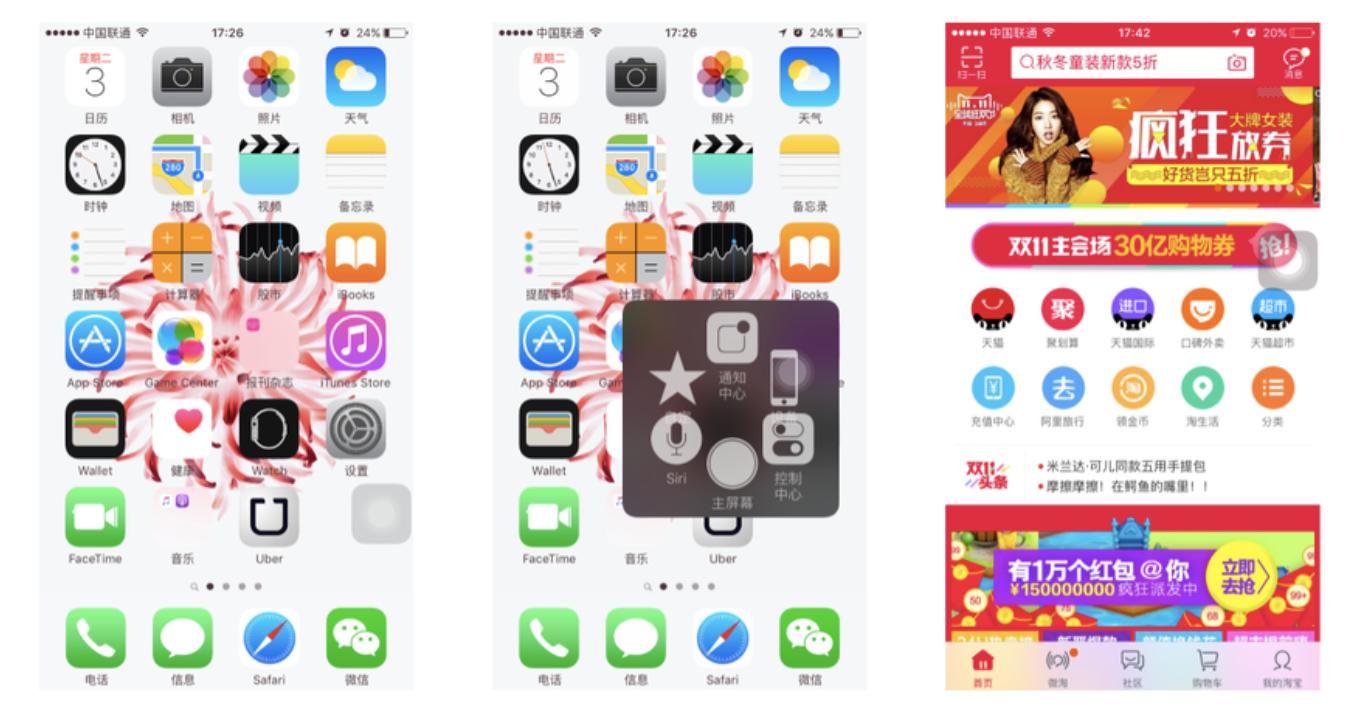 中国联通
17:26
24%
星期二
3
日历
相机
照片
天气
280
时钟
地图
视频
备忘录
提醒事项
计算器
股市
iBooks
App Store
Game Center
报刊杂志
iTunes Store
Wallet
健康
Watch
设置
FaceTime
音乐
Uber
电话
信息
Safari
微信
中国联通
17:26
24%
星期二
3
日历
相机
照片
天气
280
时钟
地图
视频
备忘录
提醒事项
计算器
股市
iBooks
App Store
Gam
通知
中心
Siri
控制
中心
主屏幕
Wallet
FaceTime
音乐
Uber
电话
信息
Safari
微信
中国联通
17:42
20%
扫一扫
秋冬童装新款5折
消息
疯狂
大牌女装
放券
好货岂只五折
双11主会场30亿购物券
抢!
聚
进口
超市
天猫
聚划算
天猫国际
口碑外卖
天猫超市
去
淘
充值中心
阿里旅行
领金币
淘生活
分类
双11
头条
米兰达·可儿同款五用手提包
摩擦摩擦！在鳄鱼的嘴里！！
有1万个红包@你
¥150000000疯狂派发中
立即
去抢
50
68
99+
首页
微淘
社区
购物车
我的淘宝